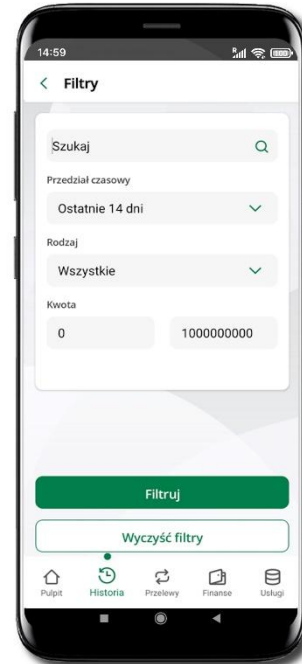 14:59
Filtry
Szukaj
Przedział czasowy
Ostatnie 14 dni
Rodzaj
Wszystkie
Kwota
0 1000000000
Filtruj
Wyczyść filtry
Pulpit Historia Przelewy Finanse Usługi